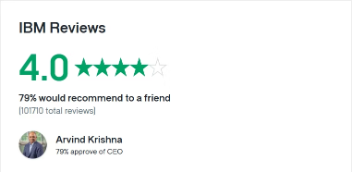 IBM Reviews
4.0
79% would recommend to a friend
(101710 total reviews)
Arvind Krishna
79% approve of CEO